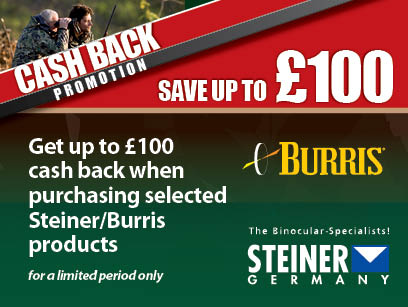 CASH BACK
PROMOTION
SAVE UP TO £100
Get up to £100
cash back when
purchasing selected
Steiner/Burris
products
for a limited period only
BURRIS
The Binocular-Specialists!
STEINER
GERMANY